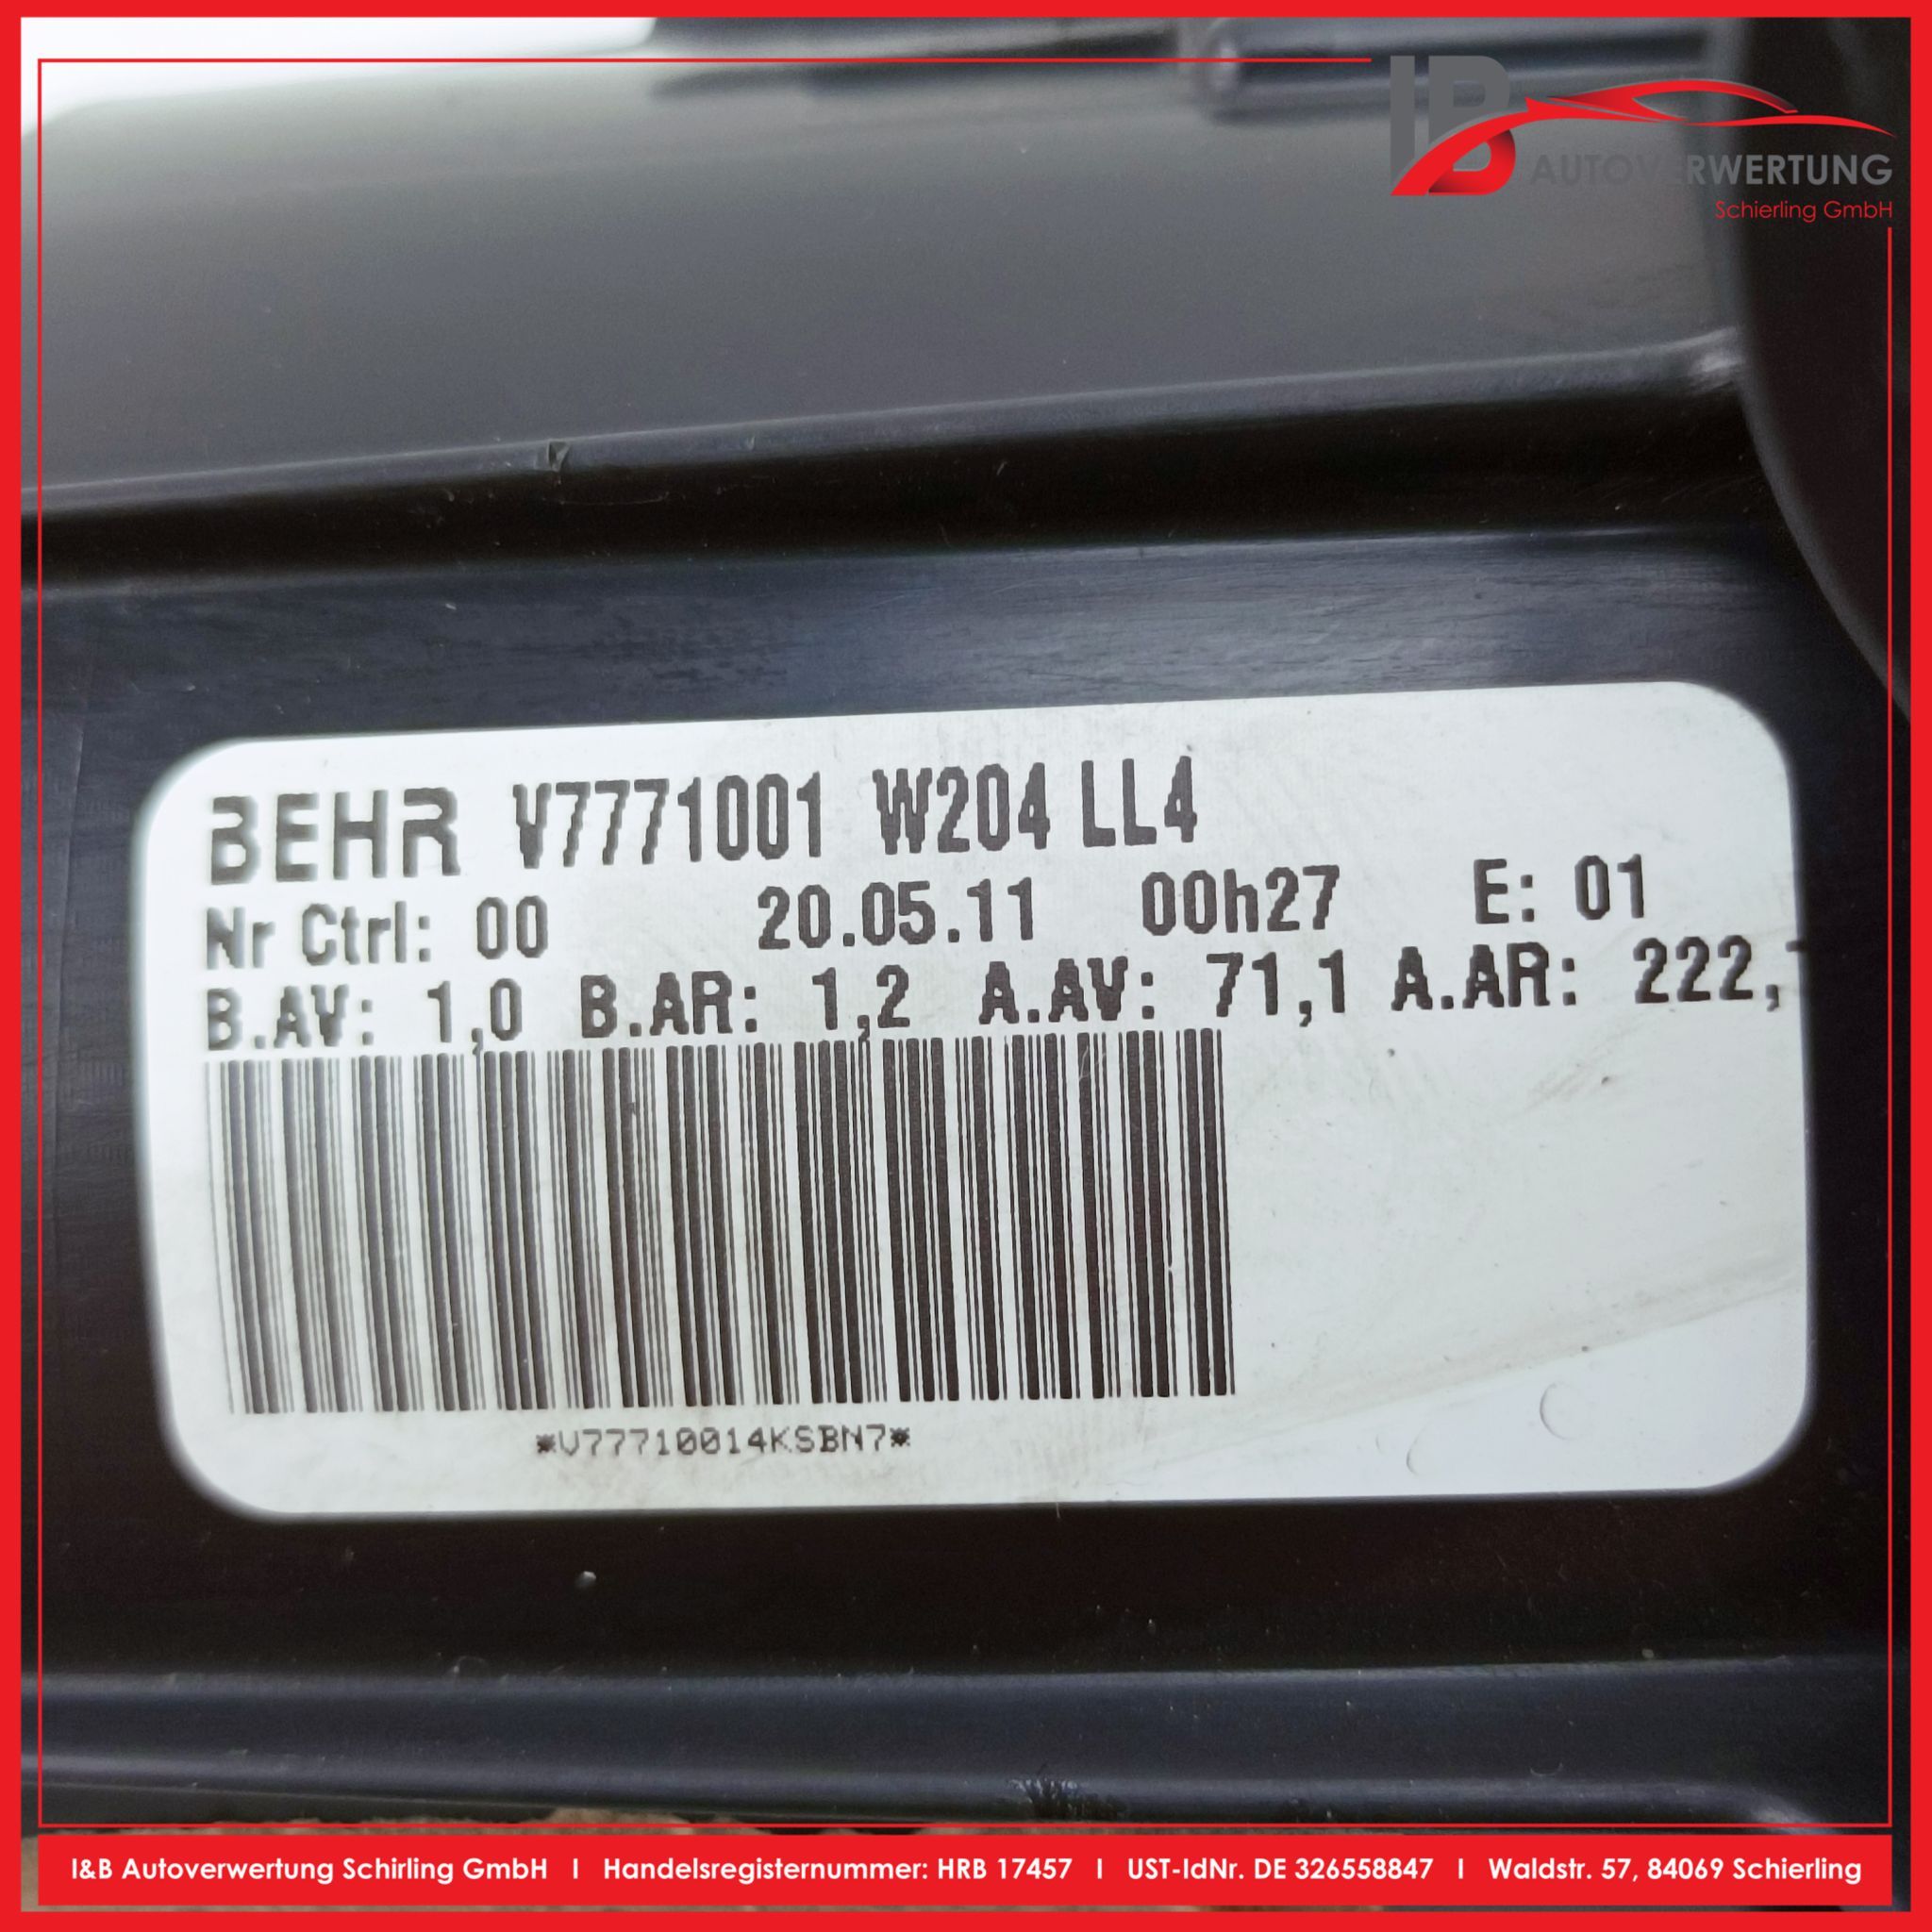 IB AUTOVERWERTUNG
Schierling GmbH
BEHR V7771001 W204 LL4
Nr Ctrl: 00 20.05.11 00h27 E: 01
B.AV: 1,0 B.AR: 1,2 A.AV: 71,1 A.AR: 222,
*V77710014KSBN7*
I&B Autoverwertung Schirling GmbH I Handelsregisternummer: HRB 17457 I UST-IdNr. DE 326558847 I Waldstr. 57, 84069 Schierling